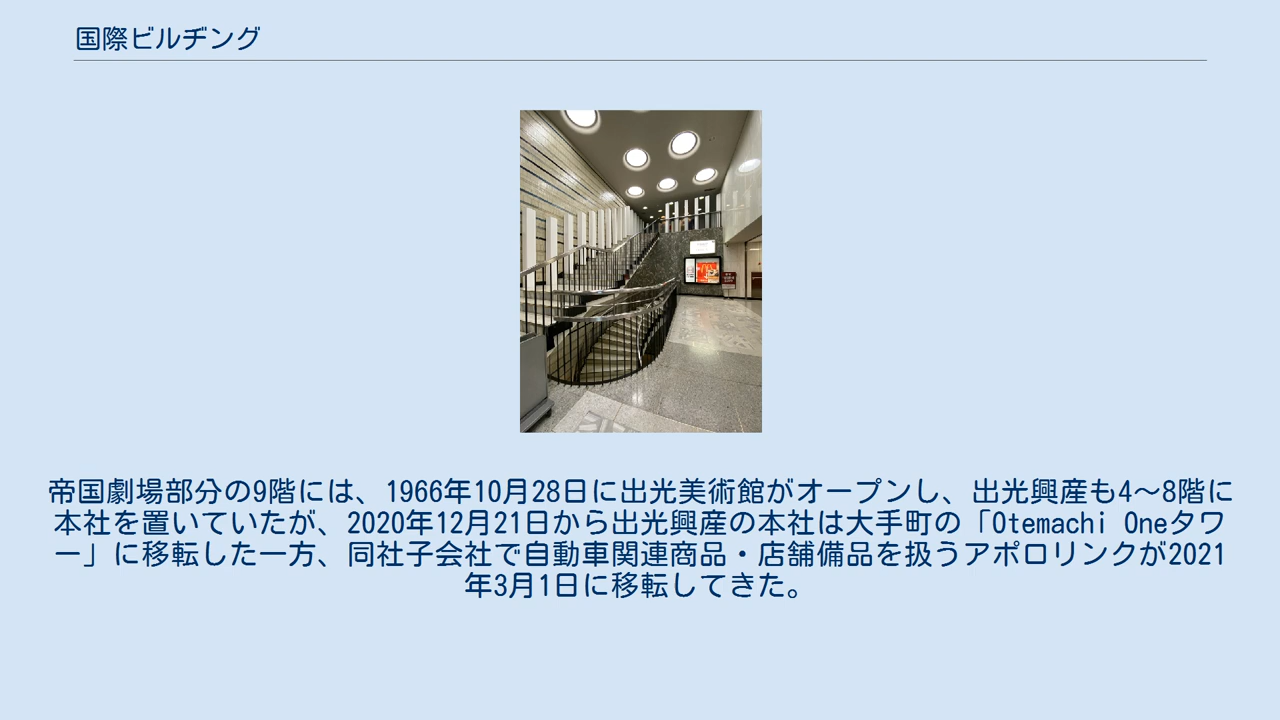 国際ビルヂング
帝国劇場部分の9階には、1966年10月28日に出光美術館がオープンし、出光興産も4〜8階に
本社を置いていたが、2020年12月21日から出光興産の本社は大手町の「Otemachi Oneタワ
ー」に移転した一方、同社子会社で自動車関連商品・店舗備品を扱うアポロリンクが2021
年3月1日に移転してきた。